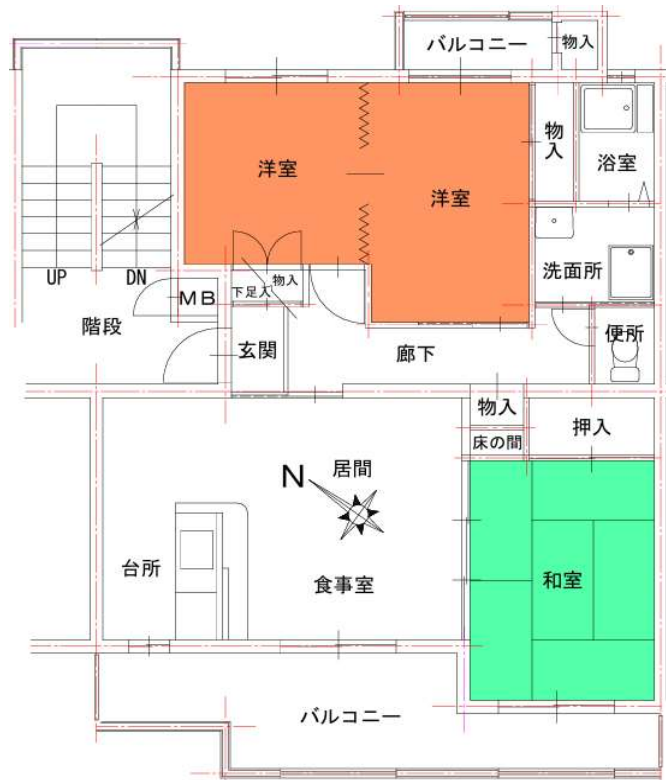 バルコニー
物入
洋室
洋室
物入
浴室
洗面所
UP
DN
MB
下足入
物入
階段
玄関
廊下
便所
物入
床の間
押入
居間
N
台所
食事室
和室
バルコニー